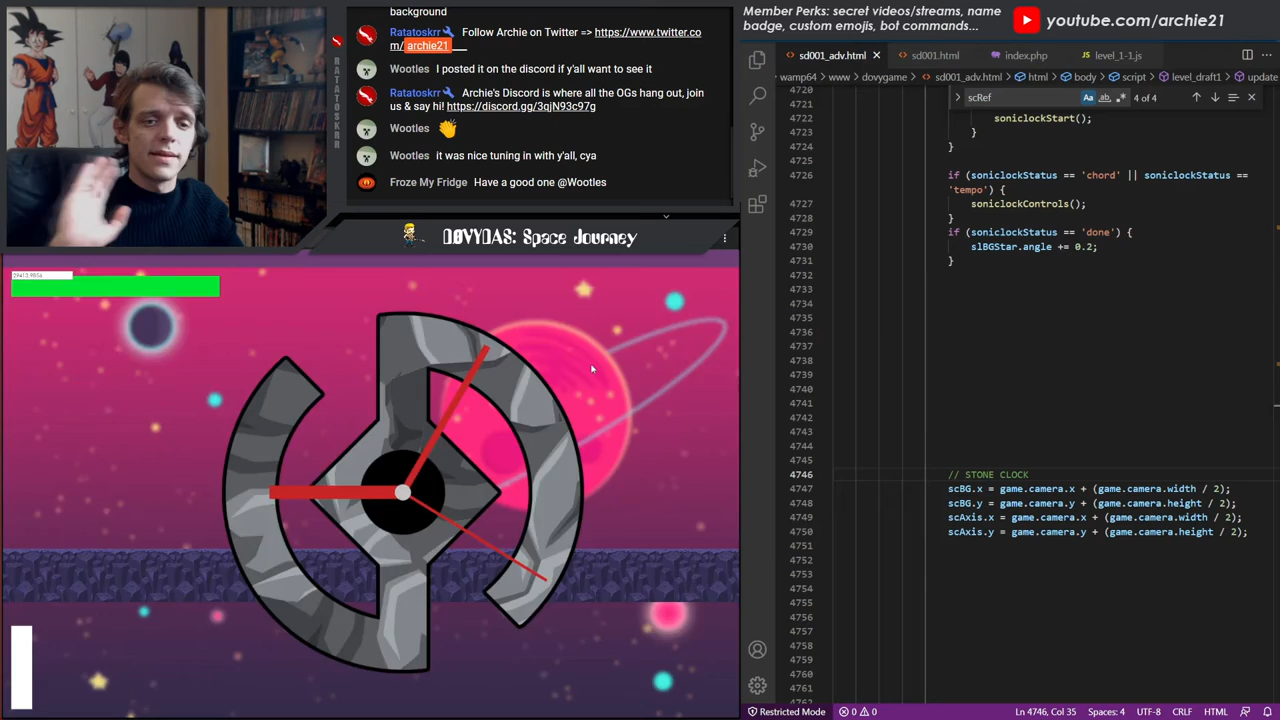 background
Ratatoskrr Follow Archie on Twitter => https://www.twitter.co
m/archie21__
Wootles I posted it on the discord if y'all want to see it
Ratatoskrr Archie's Discord is where all the OGs hang out, join
us & say hi! https://discord.gg/3qjN93c97g
Wootles 👏
Wootles it was nice tuning in with y'all, cya
Froze My Fridge Have a good one @Wootles
RATATOSKRR
DOVYDAS: Space Journey
Member Perks: secret videos/streams, name
badge, custom emojis, bot commands...
youtube.com/archie21
sd001_adv.html
sd001.html
index.php
JS level_1-1.js
wamp64 > www > dovygame > sd001_adv.html > html > body > script > level_draft1 > update
scRef
Aa ab .* 4 of 4
4720
4721
4722 soniclockStart();
4723 }
4724 }
4725
4726 if (soniclockStatus == 'chord' || soniclockStatus ==
'tempo') {
4727 soniclockControls();
4728 }
4729 if (soniclockStatus == 'done') {
4730 slBGStar.angle += 0.2;
4731 }
4732
4733
4734
4735
4736
4737
4738
4739
4740
4741
4742
4743
4744
4745
4746 // STONE CLOCK
4747 scBG.x = game.camera.x + (game.camera.width / 2);
4748 scBG.y = game.camera.y + (game.camera.height / 2);
4749 scAxis.x = game.camera.x + (game.camera.width / 2);
4750 scAxis.y = game.camera.y + (game.camera.height / 2);
4751
4752
4753
4754
4755
4756
4757
4758
4759
4760
4761
Restricted Mode 0 0 Ln 4746, Col 35 Spaces: 4 UTF-8 CRLF HTML